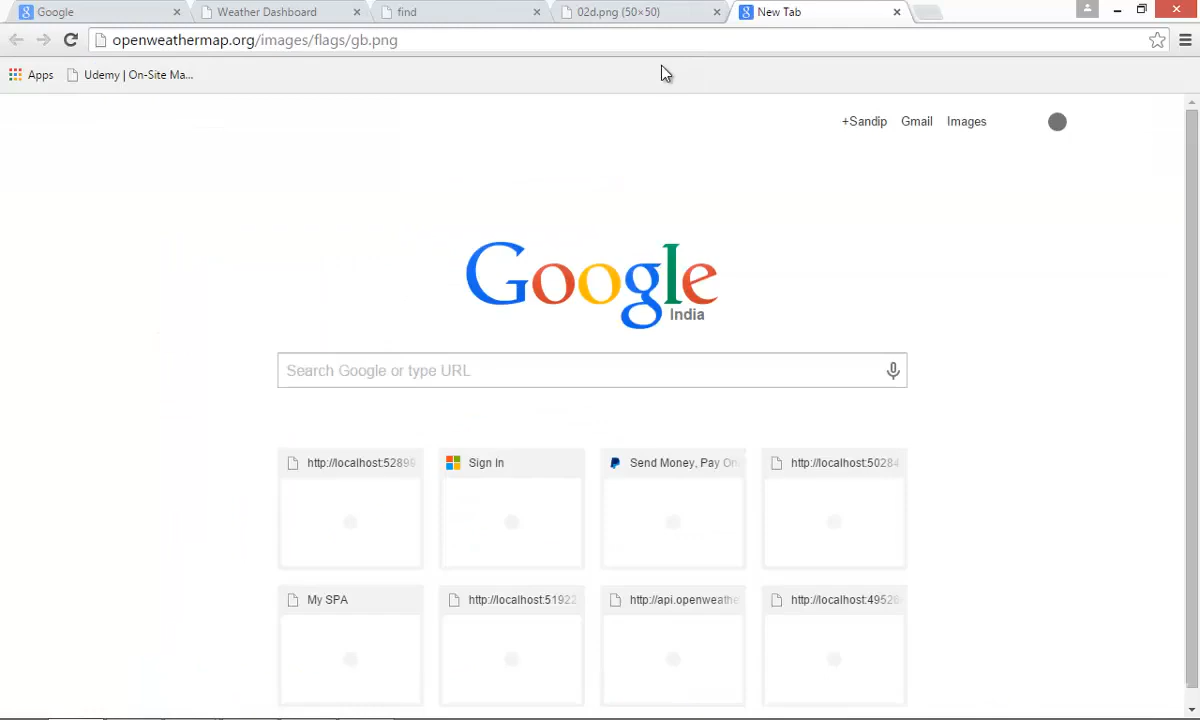 Google
Weather Dashboard
find
02d.png (50×50)
New Tab
openweathermap.org/images/flags/gb.png
Apps
Udemy | On-Site Ma...
+Sandip Gmail Images
Google
India
Search Google or type URL
http://localhost:52899
Sign In
Send Money, Pay On
http://localhost:50284
My SPA
http://localhost:51922
http://api.openweathe
http://localhost:49526